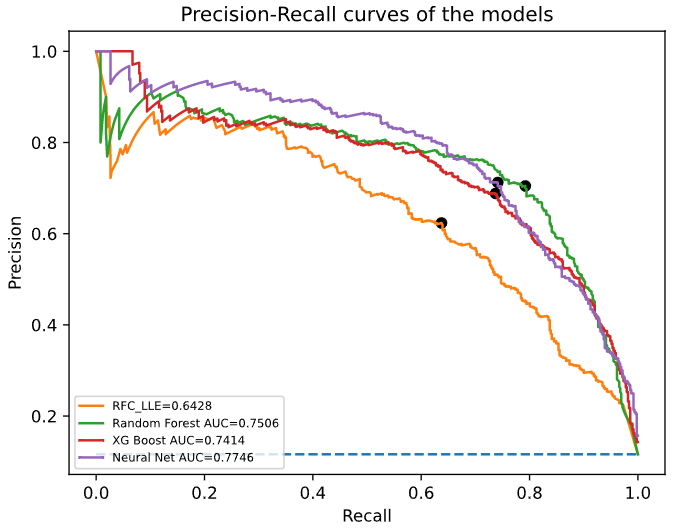 Precision-Recall curves of the models
Precision
1.0
0.8
0.6
0.4
0.2
RFC_LLE=0.6428
Random Forest AUC=0.7506
XG Boost AUC=0.7414
Neural Net AUC=0.7746
0.0 0.2 0.4 0.6 0.8 1.0
Recall